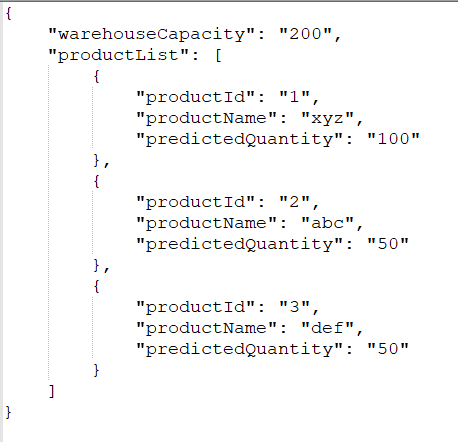 {
"warehouseCapacity": "200",
"productList": [
{
"productId": "1",
"productName": "xyz",
"predictedQuantity": "100"
},
{
"productId": "2",
"productName": "abc",
"predictedQuantity": "50"
},
{
"productId": "3",
"productName": "def",
"predictedQuantity": "50"
}
]
}